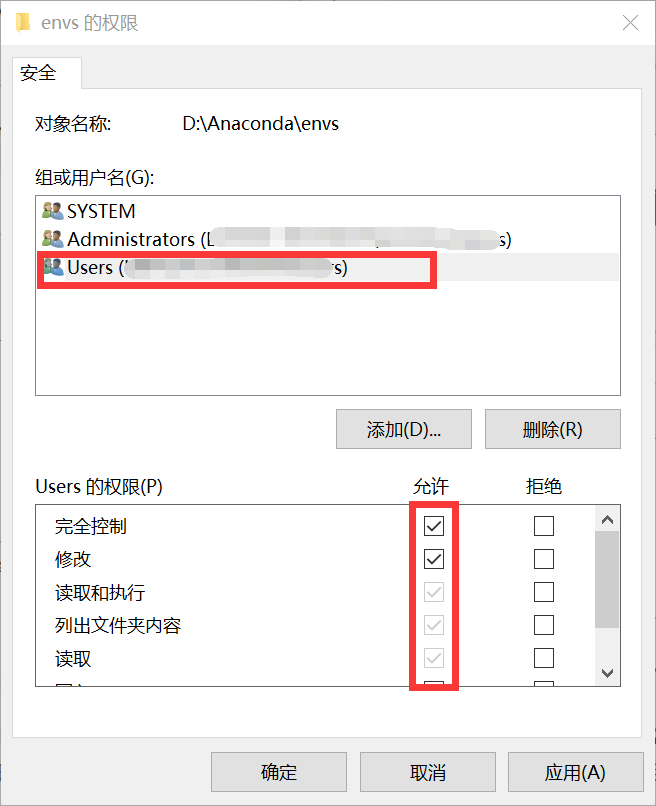 envs 的权限
安全
对象名称: D:\Anaconda\envs
组或用户名(G):
SYSTEM
Administrators (
Users (
添加(D)... 删除(R)
Users 的权限(P) 允许 拒绝
完全控制
修改
读取和执行
列出文件夹内容
读取
确定 取消 应用(A)